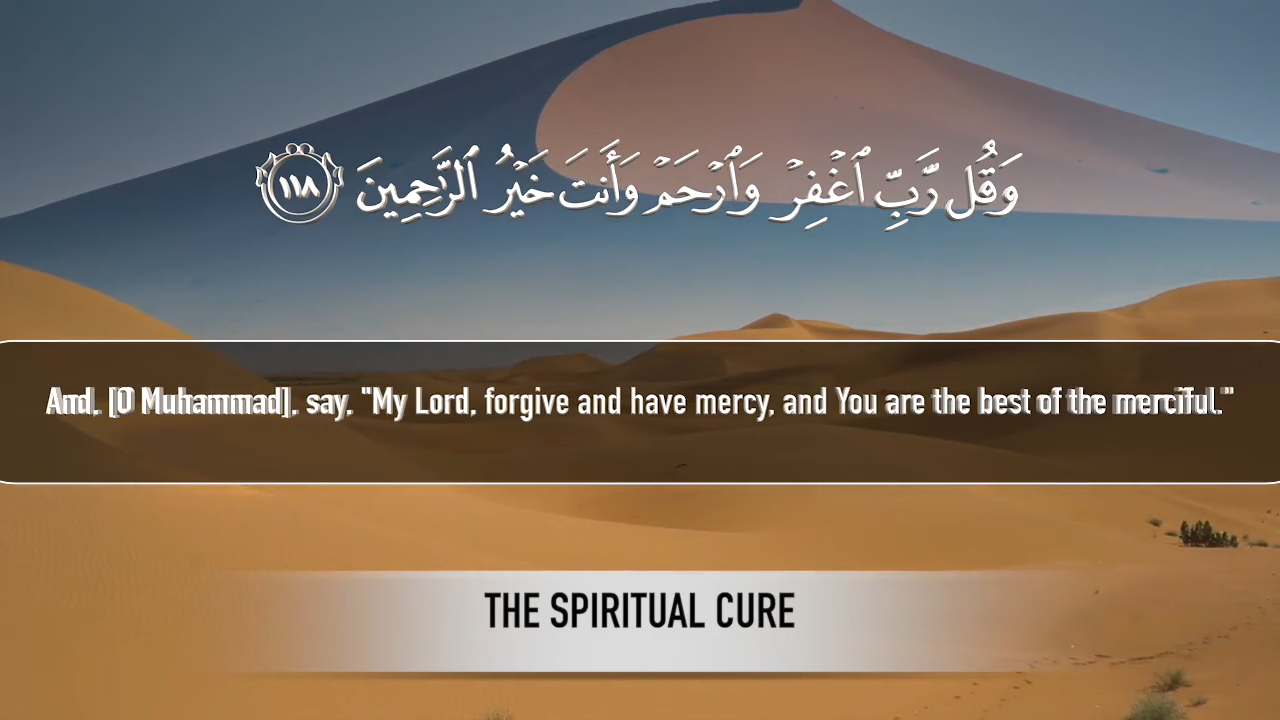 وَقُل رَّبِّ ٱغْفِرْ وَٱرْحَمْ وَأَنتَ خَيْرُ ٱلرَّٰحِمِينَ ١١٨
And, [O Muhammad], say, "My Lord, forgive and have mercy, and You are the best of the merciful."
THE SPIRITUAL CURE